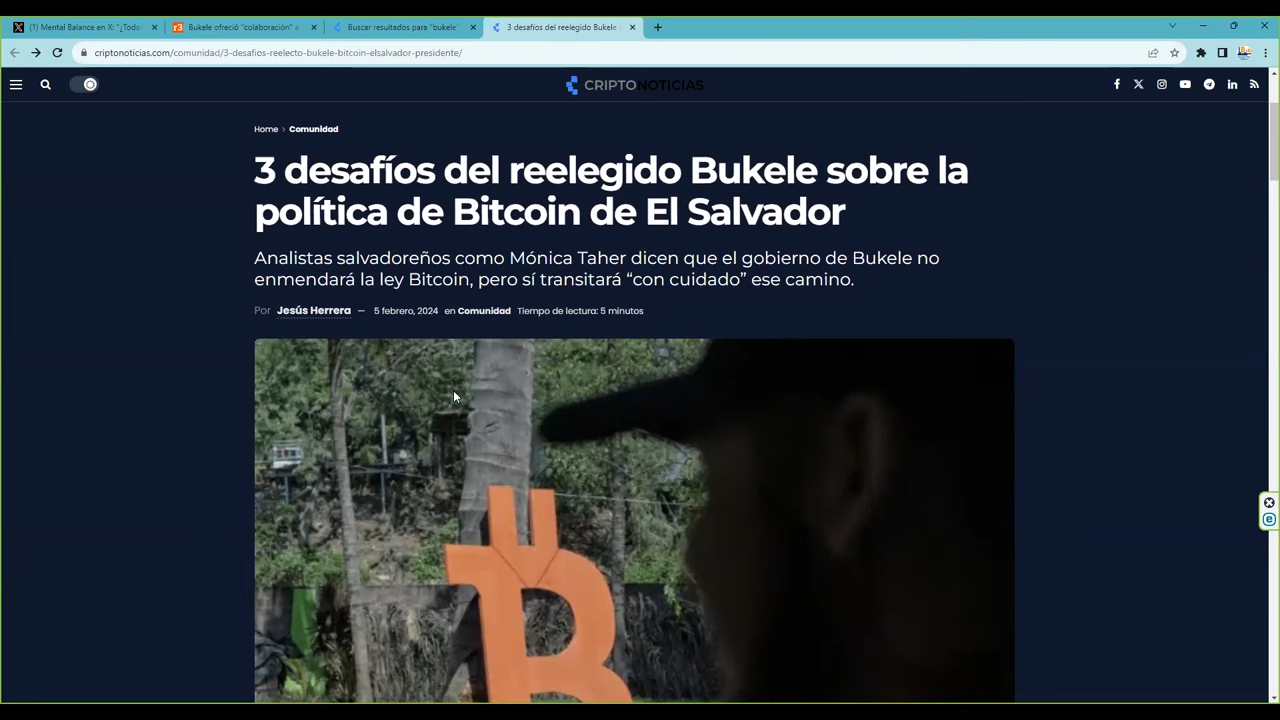 (1) Mental Balance en X: "¿Toda
Bukele ofreció "colaboración" a
Buscar resultados para "bukele"
3 desafíos del reelegido Bukele
criptonoticias.com/comunidad/3-desafios-reelecto-bukele-bitcoin-elsalvador-presidente/
CRIPTONOTICIAS
Home > Comunidad
3 desafíos del reelegido Bukele sobre la
política de Bitcoin de El Salvador
Analistas salvadoreños como Mónica Taher dicen que el gobierno de Bukele no
enmendará la ley Bitcoin, pero sí transitará “con cuidado” ese camino.
Por Jesús Herrera — 5 febrero, 2024 en Comunidad Tiempo de lectura: 5 minutos